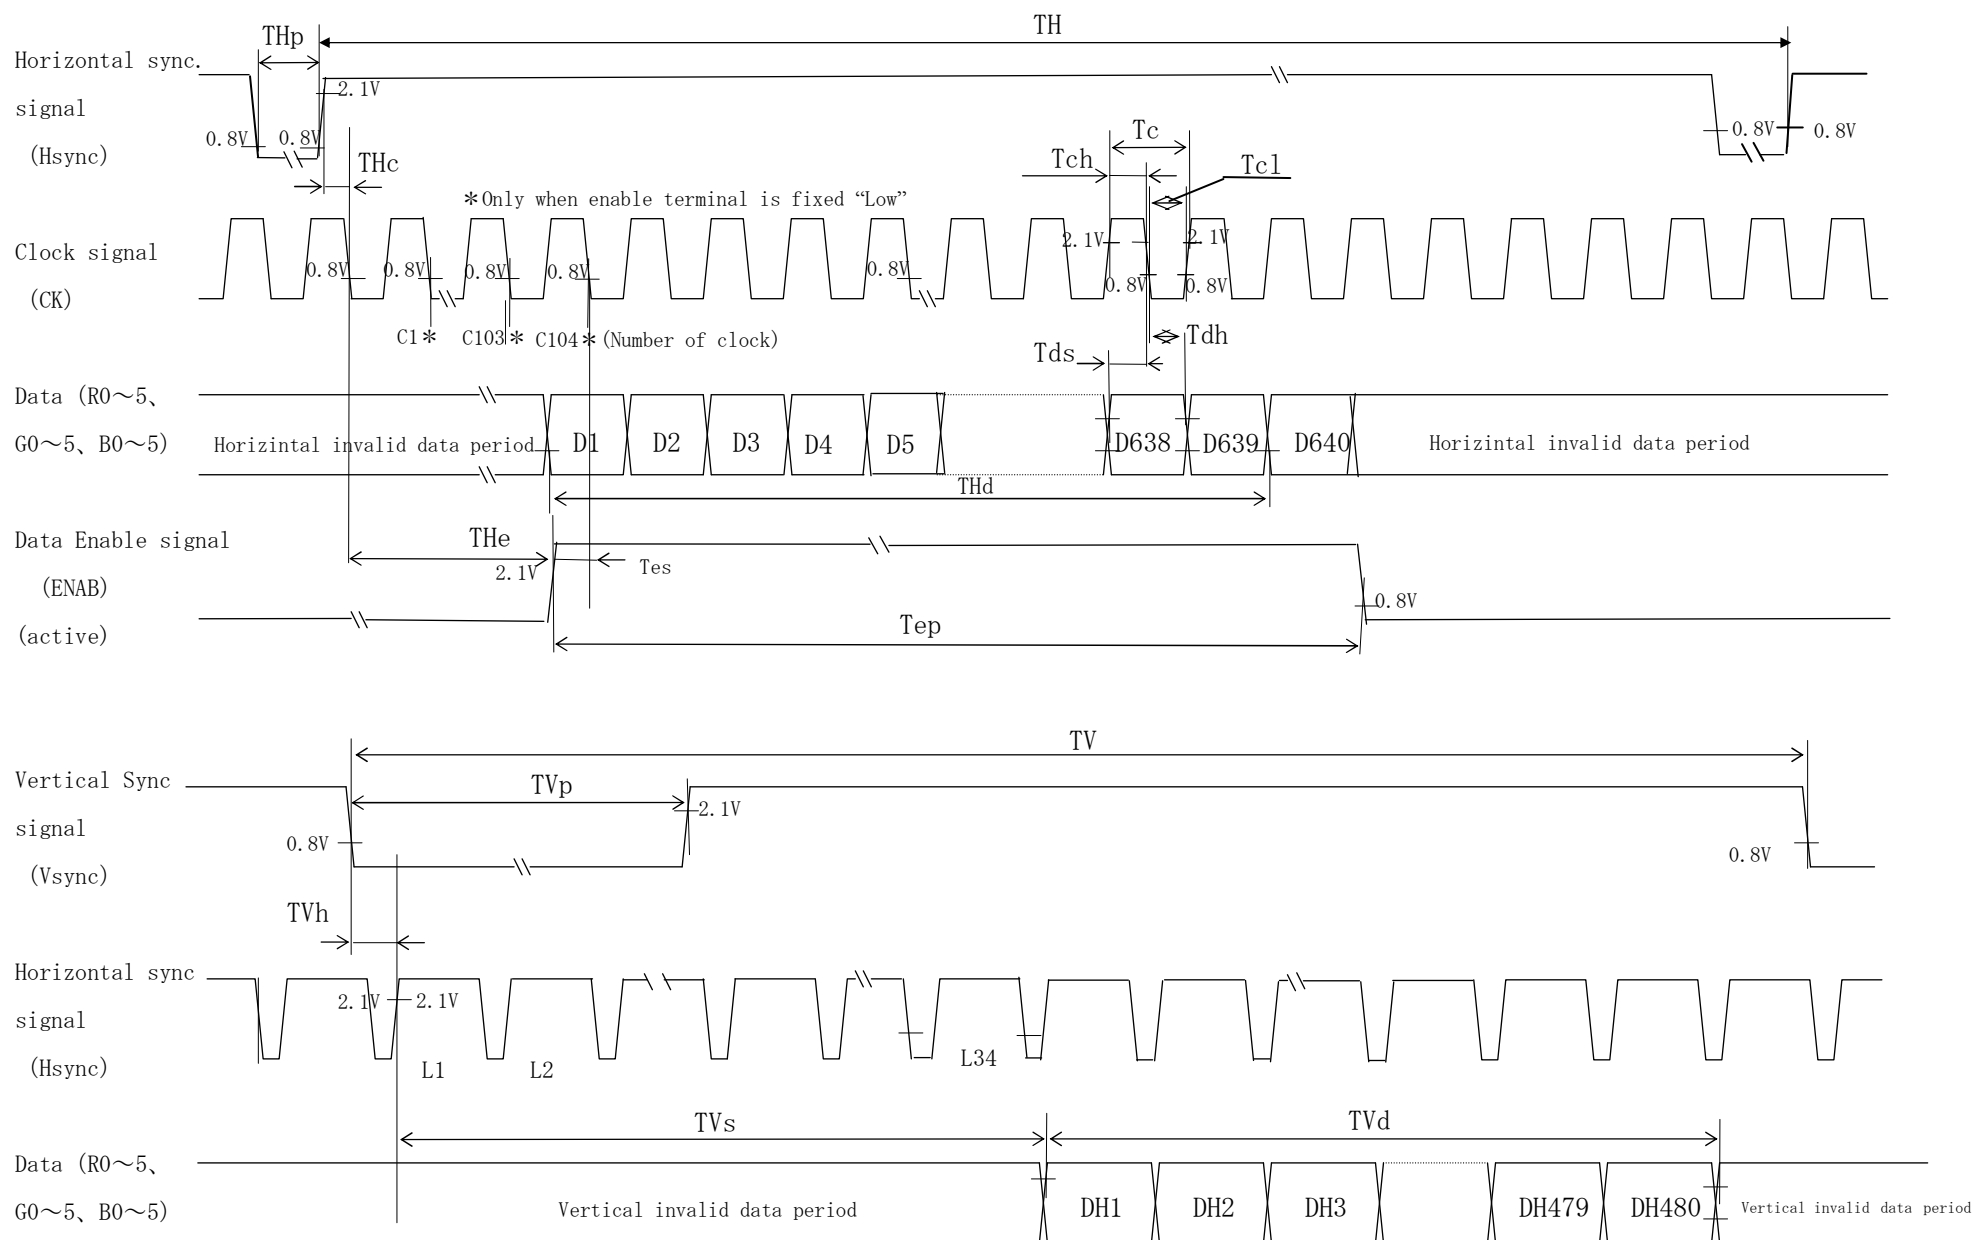 TH
THp
Horizontal sync.
2.1V
signal
0.8V 0.8V 0.8V 0.8V
(Hsync)
THc
Tc
Tch
Tcl
*Only when enable terminal is fixed “Low”
Clock signal
2.1V 2.1V
0.8V 0.8V 0.8V 0.8V 0.8V
0.8V 0.8V
(CK)
C1* C103* C104* (Number of clock)
Tds Tdh
Data (R0~5、
G0~5、B0~5)
Horizintal invalid data period D1 D2 D3 D4 D5 D638 D639 D640 Horizintal invalid data period
THd
Data Enable signal
THe
2.1V
Tes
(ENAB)
0.8V
(active)
Tep
TV
Vertical Sync
TVp
2.1V
signal
0.8V 0.8V
(Vsync)
TVh
Horizontal sync
2.1V 2.1V
signal
(Hsync)
L1 L2 L34
TVs TVd
Data (R0~5、
G0~5、B0~5)
Vertical invalid data period DH1 DH2 DH3 DH479 DH480 Vertical invalid data period